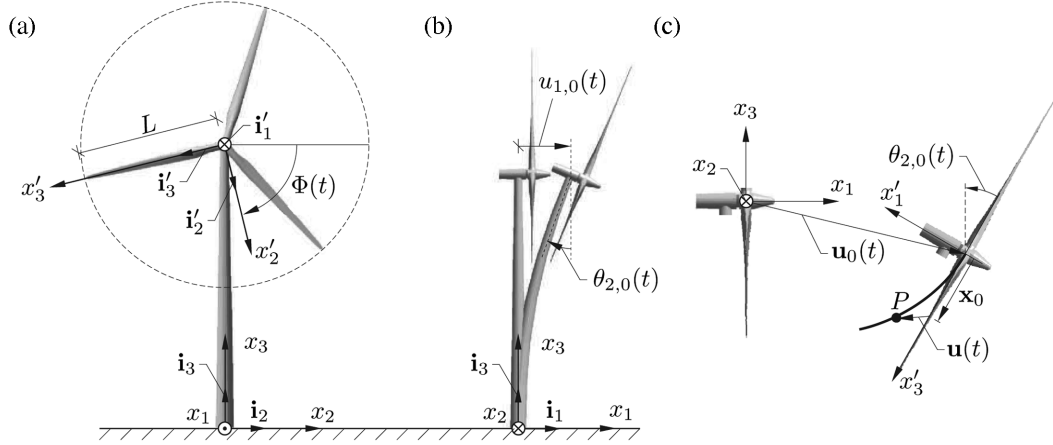 (a)
L
i′₁
i′₃
x′₃
Φ(t)
i′₂
x′₂
x₃
i₃
x₁
i₂
x₂
(b)
u₁,₀(t)
θ₂,₀(t)
x₃
i₃
x₂
i₁
x₁
(c)
x₃
x₂
x₁
θ₂,₀(t)
x′₁
u₀(t)
P
x₀
u(t)
x′₃